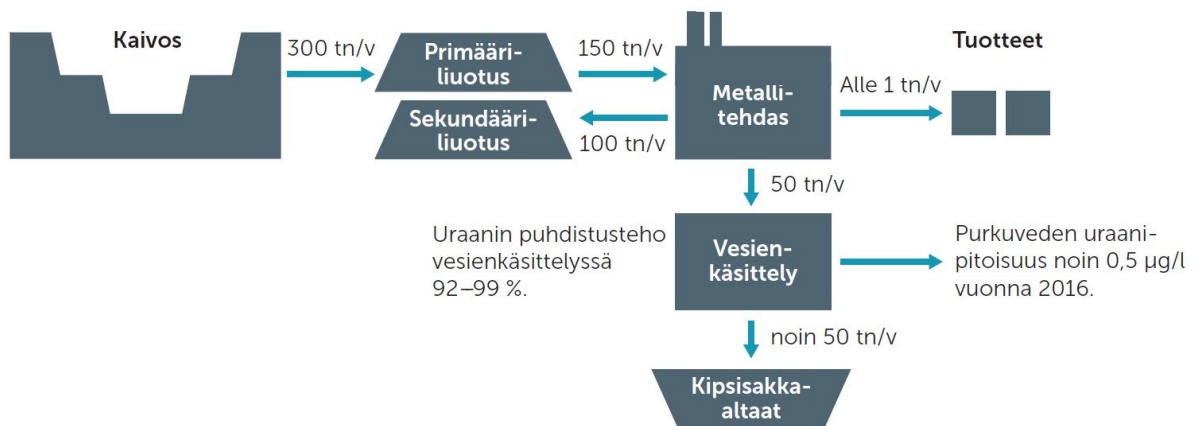 Kaivos
300 tn/v
Primääri-
liuotus
150 tn/v
Sekundääri-
liuotus
100 tn/v
Metalli-
tehdas
Tuotteet
Alle 1 tn/v
50 tn/v
Uraanin puhdistusteho
vesienkäsittelyssä
92–99 %.
Vesien-
käsittely
Purkuveden uraani-
pitoisuus noin 0,5 µg/l
vuonna 2016.
noin 50 tn/v
Kipsisakka-
altaat